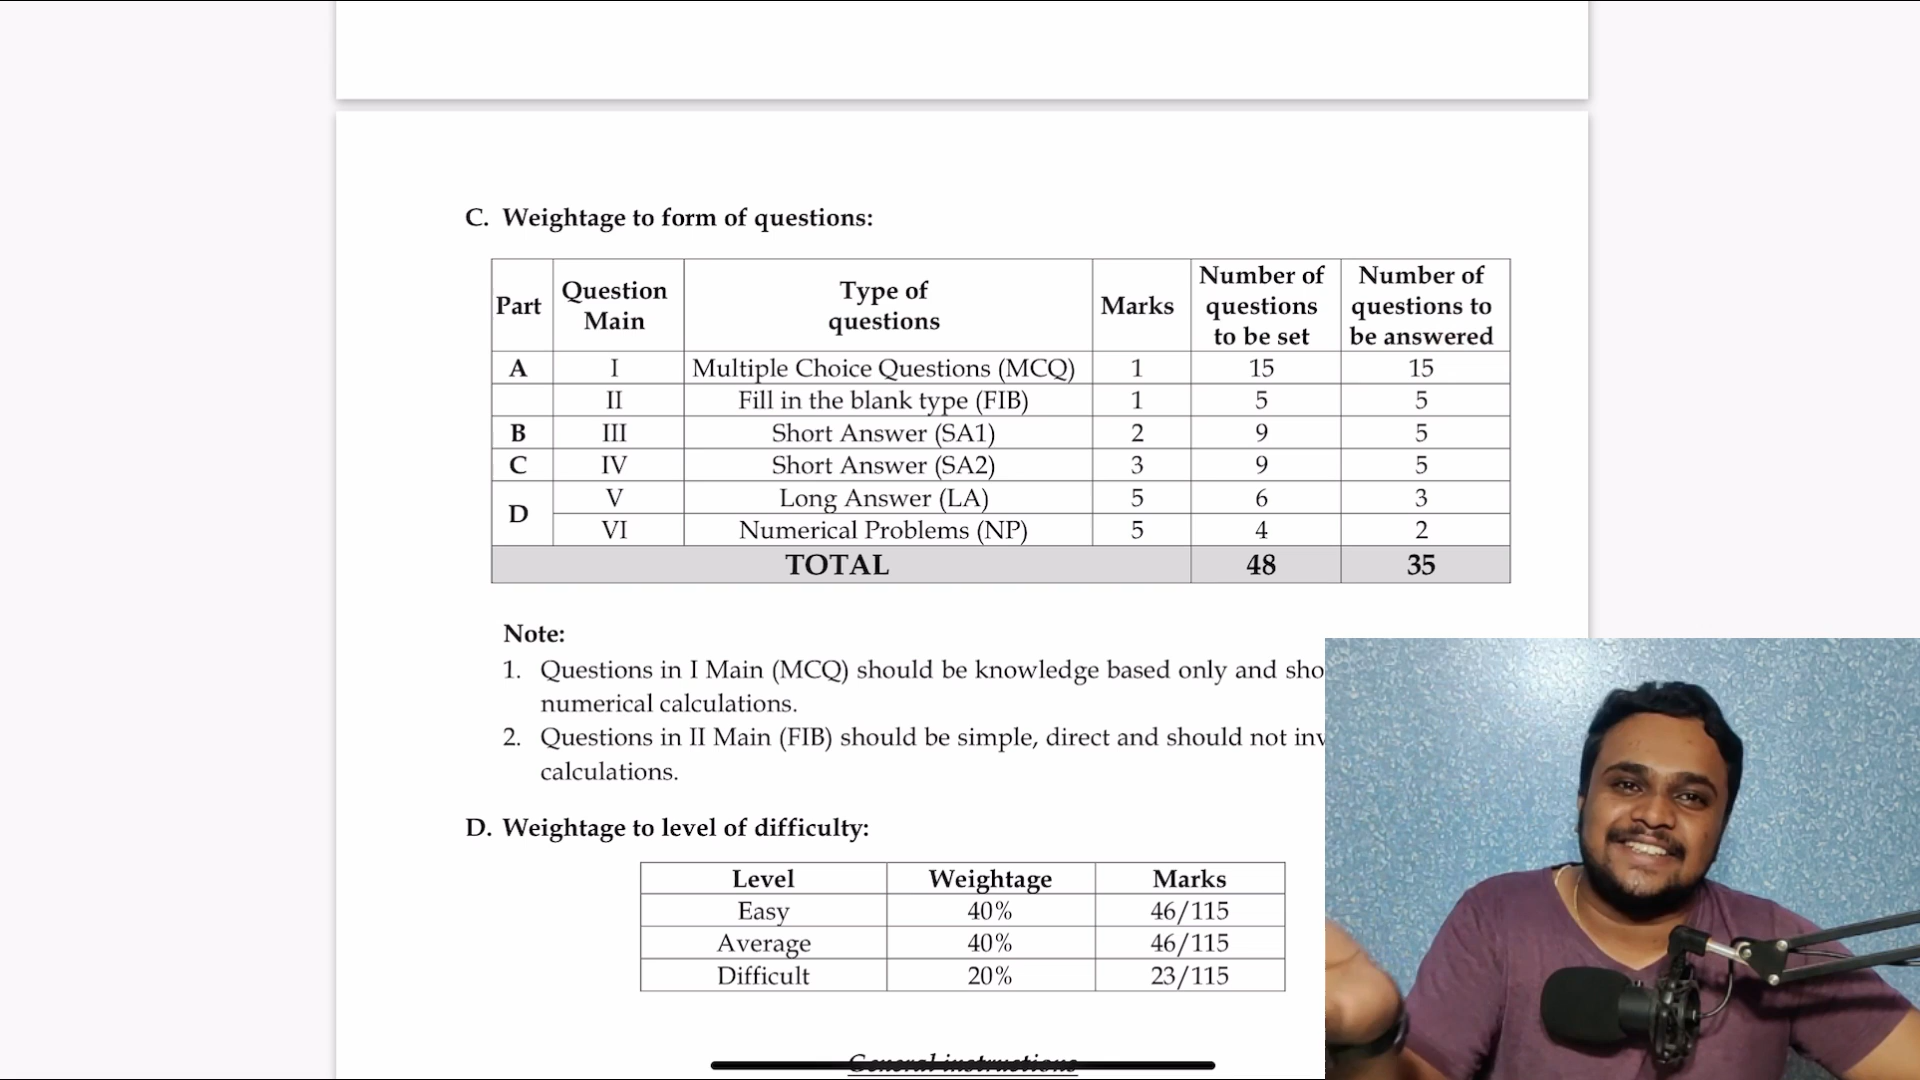 C. Weightage to form of questions:
Part Question Main Type of questions Marks Number of questions to be set Number of questions to be answered
A I Multiple Choice Questions (MCQ) 1 15 15
II Fill in the blank type (FIB) 1 5 5
B III Short Answer (SA1) 2 9 5
C IV Short Answer (SA2) 3 9 5
D V Long Answer (LA) 5 6 3
VI Numerical Problems (NP) 5 4 2
TOTAL 48 35
Note:
1. Questions in I Main (MCQ) should be knowledge based only and sho
numerical calculations.
2. Questions in II Main (FIB) should be simple, direct and should not inv
calculations.
D. Weightage to level of difficulty:
Level Weightage Marks
Easy 40% 46/115
Average 40% 46/115
Difficult 20% 23/115
General instructions